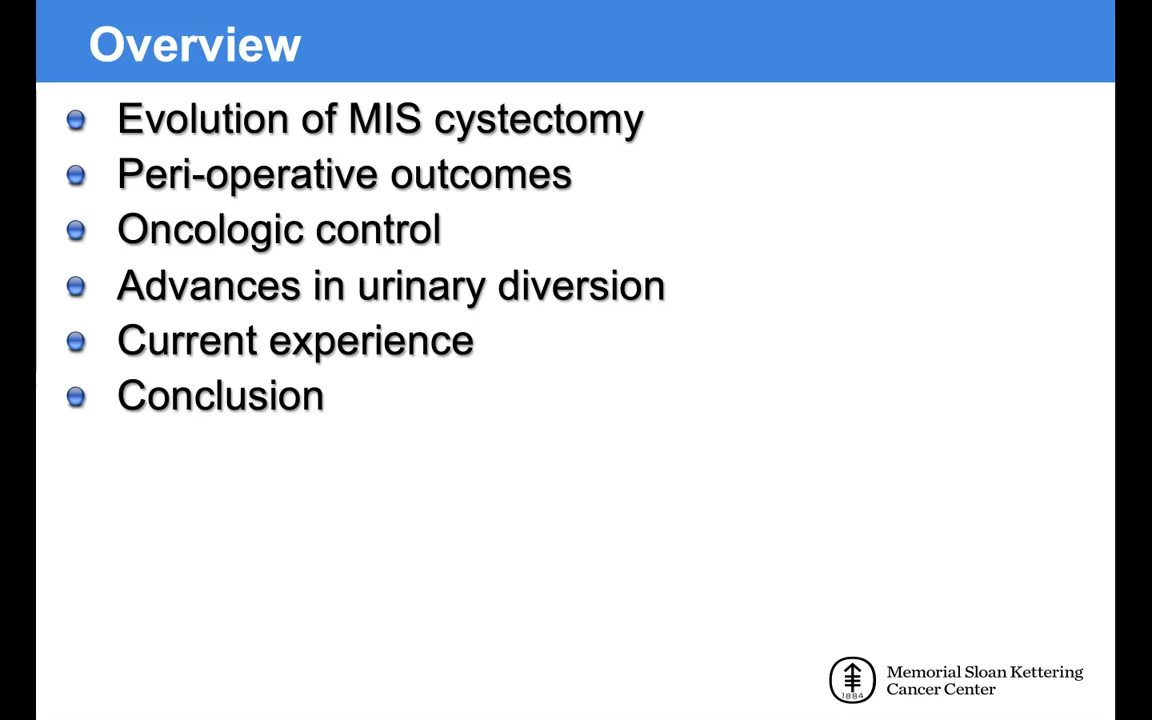 Overview
Evolution of MIS cystectomy
Peri-operative outcomes
Oncologic control
Advances in urinary diversion
Current experience
Conclusion
1884
Memorial Sloan Kettering
Cancer Center